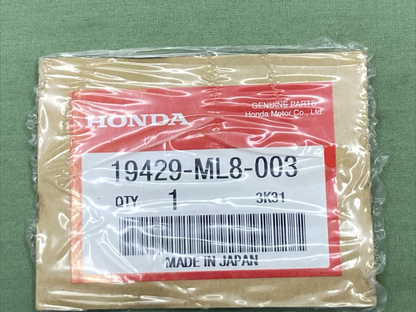 HONDA
GENUINE PARTS
Honda Motor Co., Ltd.
19429-ML8-003
QTY 1 3K31
MADE IN JAPAN